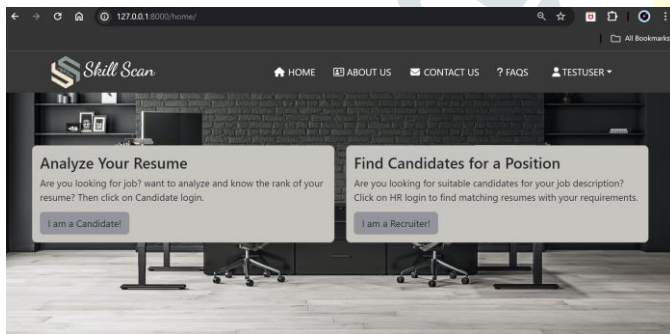 127.0.0.1:8000/home/
All Bookmarks
Skill Scan
HOME
ABOUT US
CONTACT US
? FAQS
TESTUSER
Analyze Your Resume
Are you looking for job? want to analyze and know the rank of your
resume? Then click on Candidate login.
I am a Candidate!
Find Candidates for a Position
Are you looking for suitable candidates for your job description?
Click on HR login to find matching resumes with your requirements.
I am a Recruiter!